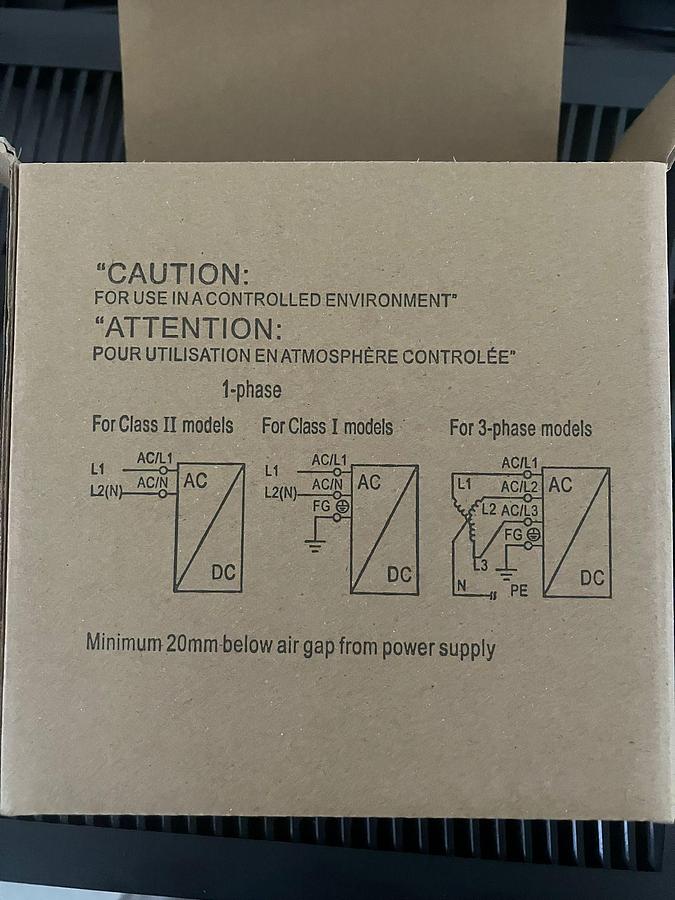 "CAUTION:
FOR USE IN A CONTROLLED ENVIRONMENT"
"ATTENTION:
POUR UTILISATION EN ATMOSPHÈRE CONTROLÉE"
1-phase
For Class II models For Class I models For 3-phase models
L1 AC/L1 AC
L2(N) AC/N
DC
L1 AC/L1 AC
L2(N) AC/N
FG
DC
L1 AC/L1 AC
AC/L2
L2 AC/L3
FG
L3
N PE DC
Minimum 20mm below air gap from power supply